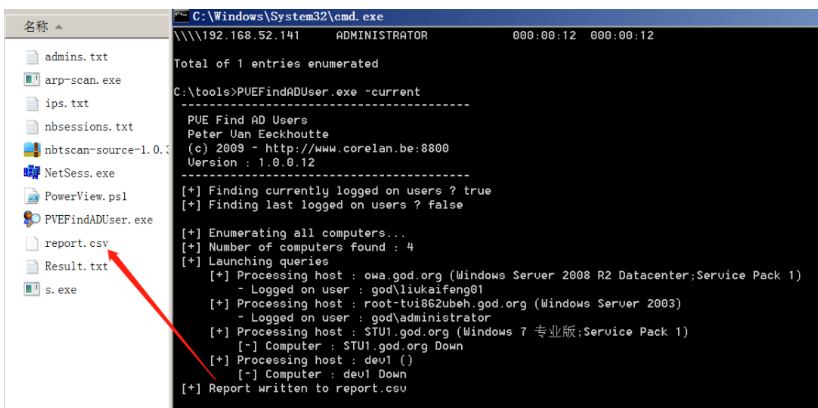 名称
admins.txt
arp-scan.exe
ips.txt
nbsessions.txt
nbtscan-source-1.0.
NetSess.exe
PowerView.ps1
PVEFindADUser.exe
report.csv
Result.txt
s.exe
C:\Windows\System32\cmd.exe
\\\\192.168.52.141 ADMINISTRATOR 000:00:12 000:00:12
Total of 1 entries enumerated
C:\tools>PVEFindADUser.exe -current
-----------------------------------------
PVE Find AD Users
Peter Van Eeckhoutte
(c) 2009 - http://www.corelan.be:8800
Version : 1.0.0.12
-----------------------------------------
[+] Finding currently logged on users ? true
[+] Finding last logged on users ? false
[+] Enumerating all computers...
[+] Number of computers found : 4
[+] Launching queries
[+] Processing host : owa.god.org (Windows Server 2008 R2 Datacenter;Service Pack 1)
- Logged on user : god\liukaifeng01
[+] Processing host : root-tvi862ubeh.god.org (Windows Server 2003)
- Logged on user : god\administrator
[+] Processing host : STU1.god.org (Windows 7 专业版;Service Pack 1)
[-] Computer : STU1.god.org Down
[+] Processing host : dev1 ()
[-] Computer : dev1 Down
[+] Report written to report.csv